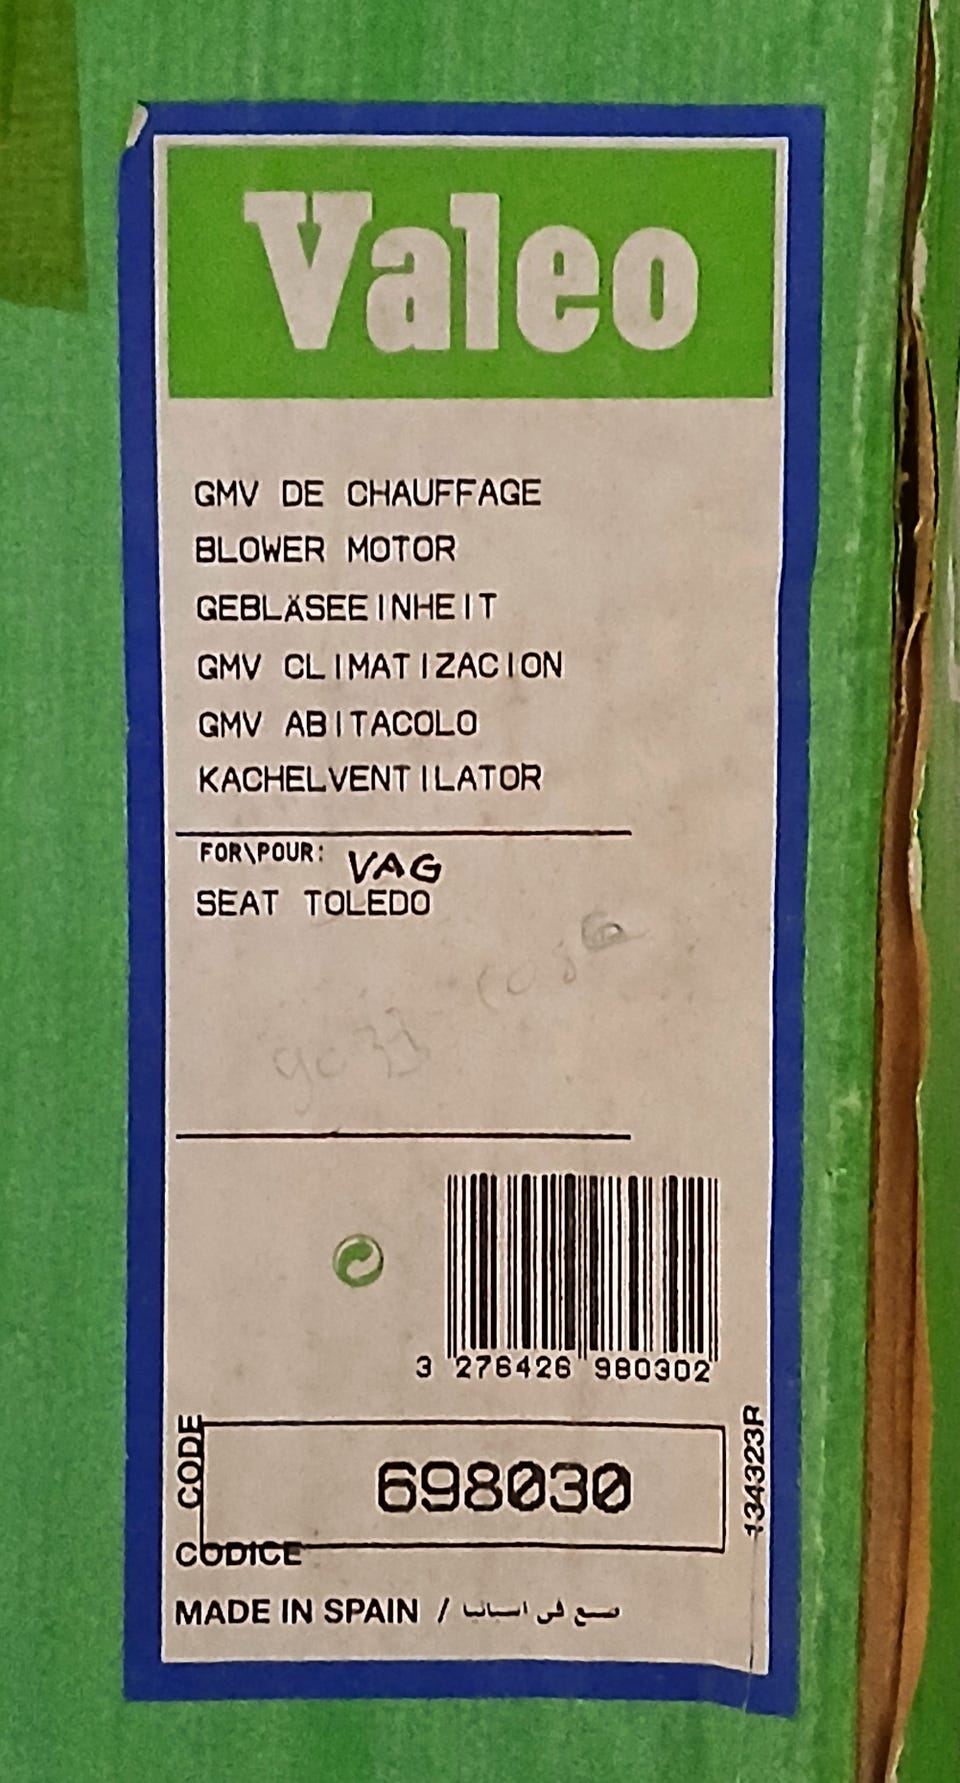 Valeo
GMV DE CHAUFFAGE
BLOWER MOTOR
GEBLÄSEEINHEIT
GMV CLIMATIZACION
GMV ABITACOLO
KACHELVENTILATOR
FOR\POUR: VAG
SEAT TOLEDO
3 276426 980302
CODE
698030
134323R
CODICE
MADE IN SPAIN / صنع في اسبانيا